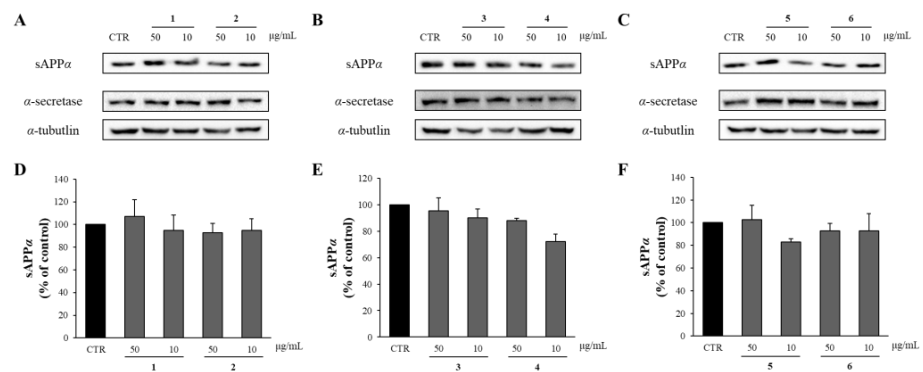 A
1 2
CTR 50 10 50 10 μg/mL
sAPPα
α-secretase
α-tubutlin
B
3 4
CTR 50 10 50 10 μg/mL
sAPPα
α-secretase
α-tubutlin
C
5 6
CTR 50 10 50 10 μg/mL
sAPPα
α-secretase
α-tubutlin
D
sAPPα
(% of control)
140
120
100
80
60
40
20
0
CTR 50 10 50 10 μg/mL
1 2
E
sAPPα
(% of control)
120
100
80
60
40
20
0
CTR 50 10 50 10 μg/mL
3 4
F
sAPPα
(% of control)
140
120
100
80
60
40
20
0
CTR 50 10 50 10 μg/mL
5 6